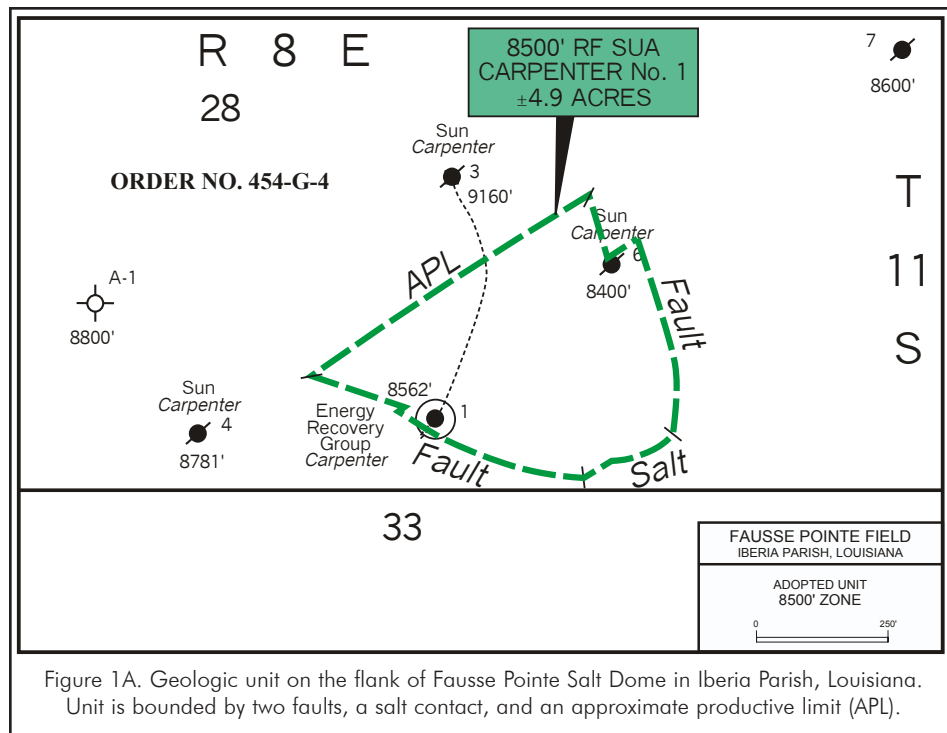 R 8 E
28
8500' RF SUA
CARPENTER No. 1
±4.9 ACRES
7
8600'
ORDER NO. 454-G-4
Sun
Carpenter
3
9160'
T
11
S
Sun
Carpenter
6
8400'
APL
Fault
A-1
8800'
Sun
Carpenter
4
8781'
8562'
1
Energy
Recovery
Group
Carpenter
Fault
Salt
33
FAUSSE POINTE FIELD
IBERIA PARISH, LOUISIANA
ADOPTED UNIT
8500' ZONE
0 250'
Figure 1A. Geologic unit on the flank of Fausse Pointe Salt Dome in Iberia Parish, Louisiana.
Unit is bounded by two faults, a salt contact, and an approximate productive limit (APL).